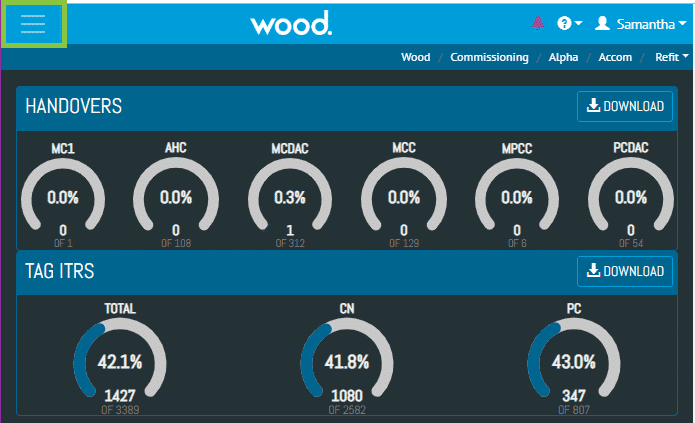 wood.
? Samantha
Wood / Commissioning / Alpha / Accom / Refit
HANDOVERS DOWNLOAD
MC1 AHC MCDAC MCC MPCC PCDAC
0.0% 0.0% 0.3% 0.0% 0.0% 0.0%
0 0 1 0 0 0
OF 1 OF 108 OF 312 OF 129 OF 6 OF 54
TAG ITRS DOWNLOAD
TOTAL CN PC
42.1% 41.8% 43.0%
1427 1080 347
OF 3389 OF 2582 OF 807